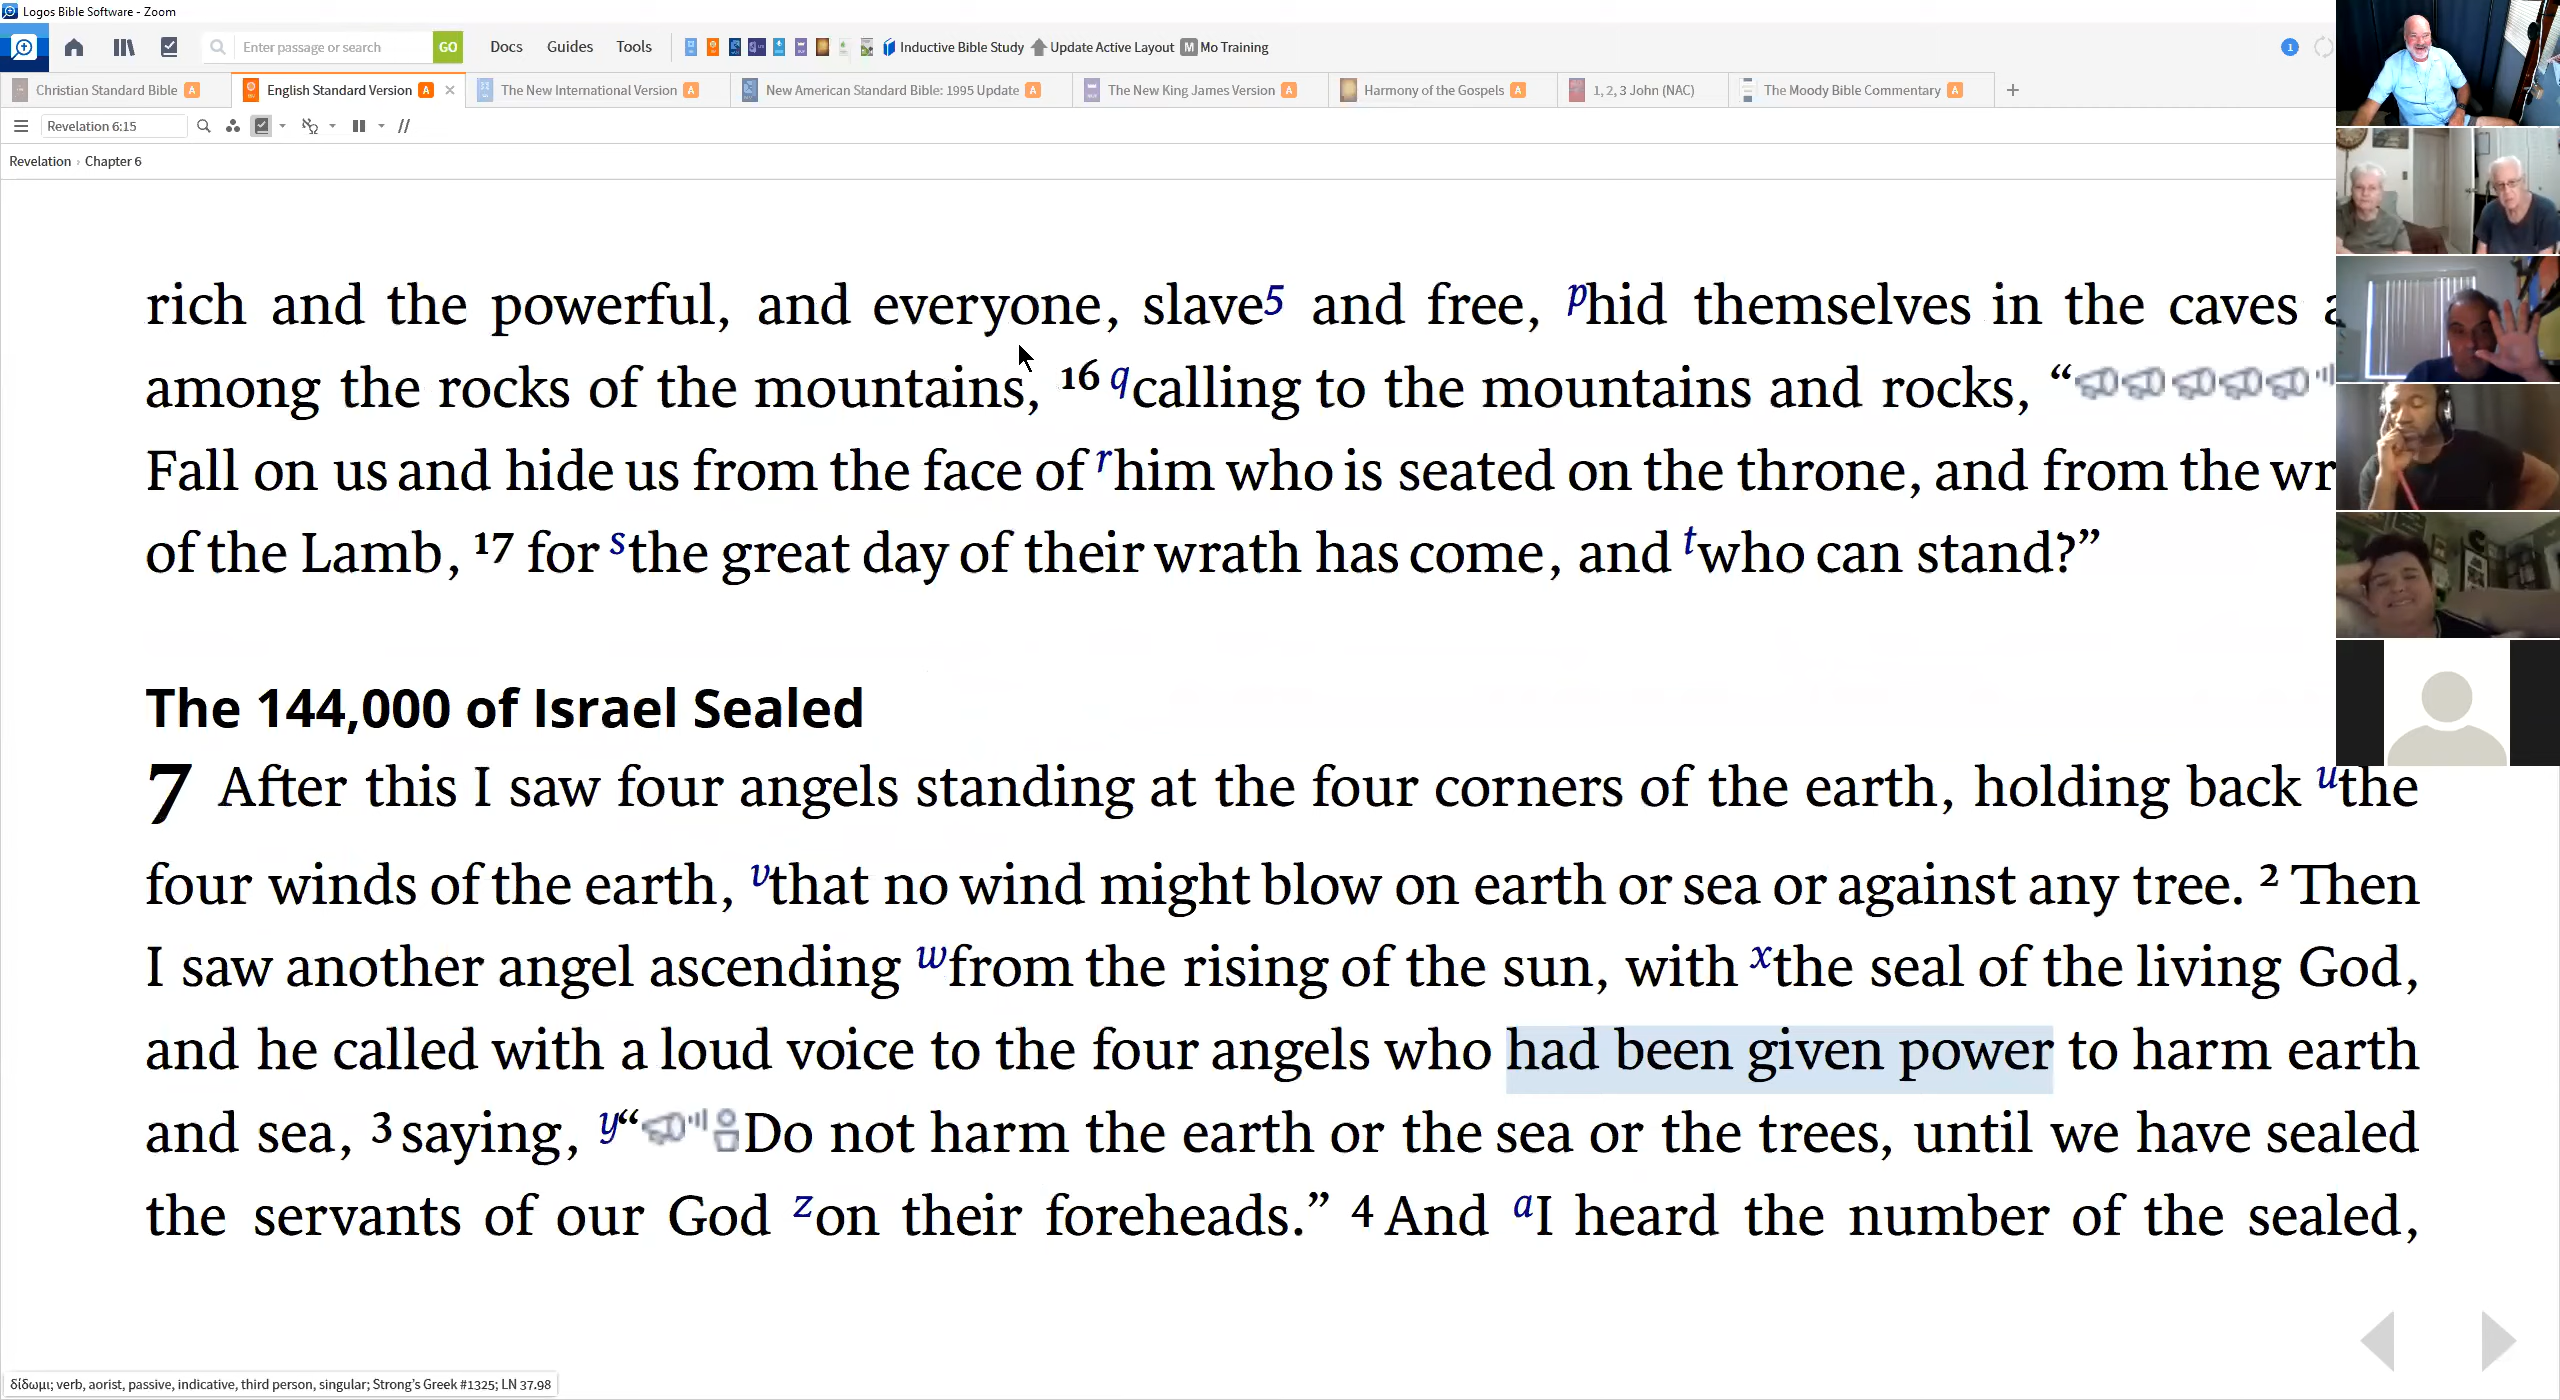 Logos Bible Software - Zoom
Enter passage or search GO Docs Guides Tools Inductive Bible Study Update Active Layout M Mo Training 1
Christian Standard Bible A English Standard Version A The New International Version A New American Standard Bible: 1995 Update A The New King James Version A Harmony of the Gospels A 1, 2, 3 John (NAC) The Moody Bible Commentary A
Revelation 6:15
Revelation › Chapter 6
rich and the powerful, and everyone, slave5 and free, phid themselves in the caves
among the rocks of the mountains, 16 qcalling to the mountains and rocks, “
Fall on us and hide us from the face of rhim who is seated on the throne, and from the wr
of the Lamb, 17 for sthe great day of their wrath has come, and twho can stand?”
The 144,000 of Israel Sealed
7 After this I saw four angels standing at the four corners of the earth, holding back uthe
four winds of the earth, vthat no wind might blow on earth or sea or against any tree. 2 Then
I saw another angel ascending wfrom the rising of the sun, with xthe seal of the living God,
and he called with a loud voice to the four angels who had been given power to harm earth
and sea, 3 saying, y“Do not harm the earth or the sea or the trees, until we have sealed
the servants of our God zon their foreheads.” 4 And aI heard the number of the sealed,
δίδωμι; verb, aorist, passive, indicative, third person, singular; Strong's Greek #1325; LN 37.98